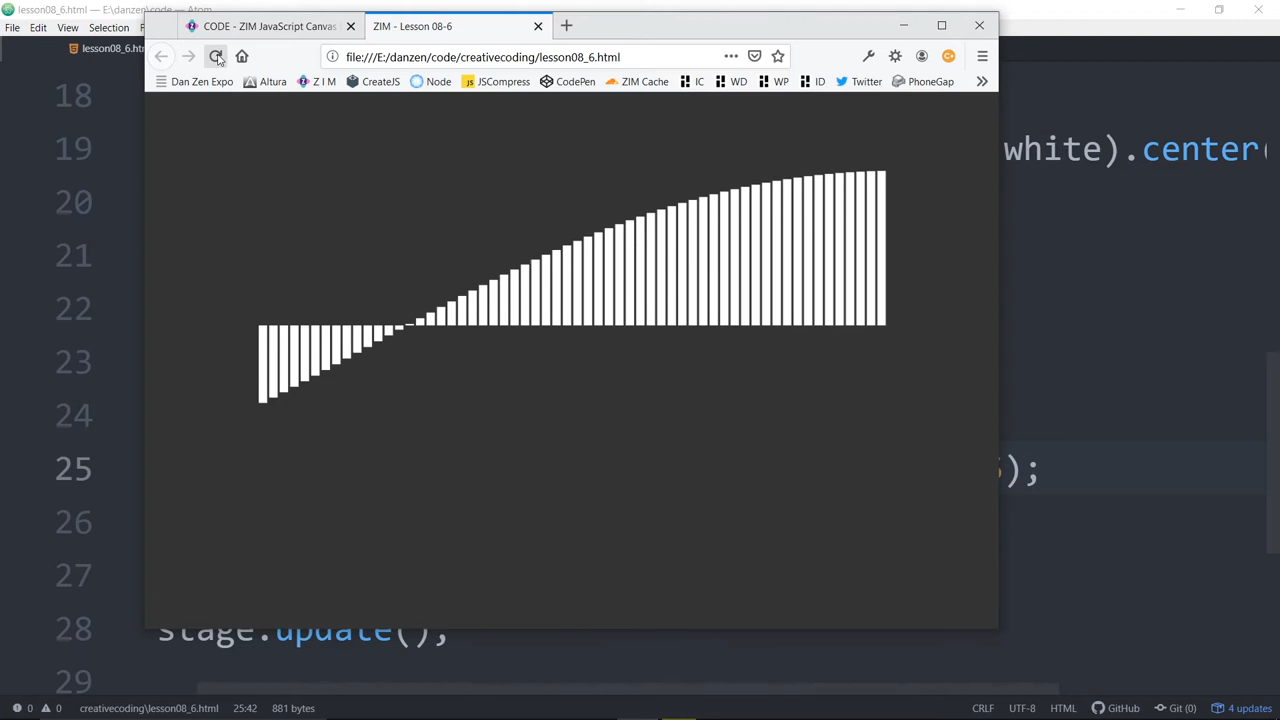 lesson08_6.html — E:\danzen\code — Atom
File Edit View Selection
lesson08_6.htm
CODE - ZIM JavaScript Canvas
ZIM - Lesson 08-6
file:///E:/danzen/code/creativecoding/lesson08_6.html
Dan Zen Expo Altura Z I M CreateJS Node JSCompress CodePen ZIM Cache IC WD WP ID Twitter PhoneGap
18
19 white).center(
20
21
22
23
24
25 );
26
27
28 stage.update();
29
0 0 creativecoding\lesson08_6.html 25:42 881 bytes CRLF UTF-8 HTML GitHub Git (0) 4 updates